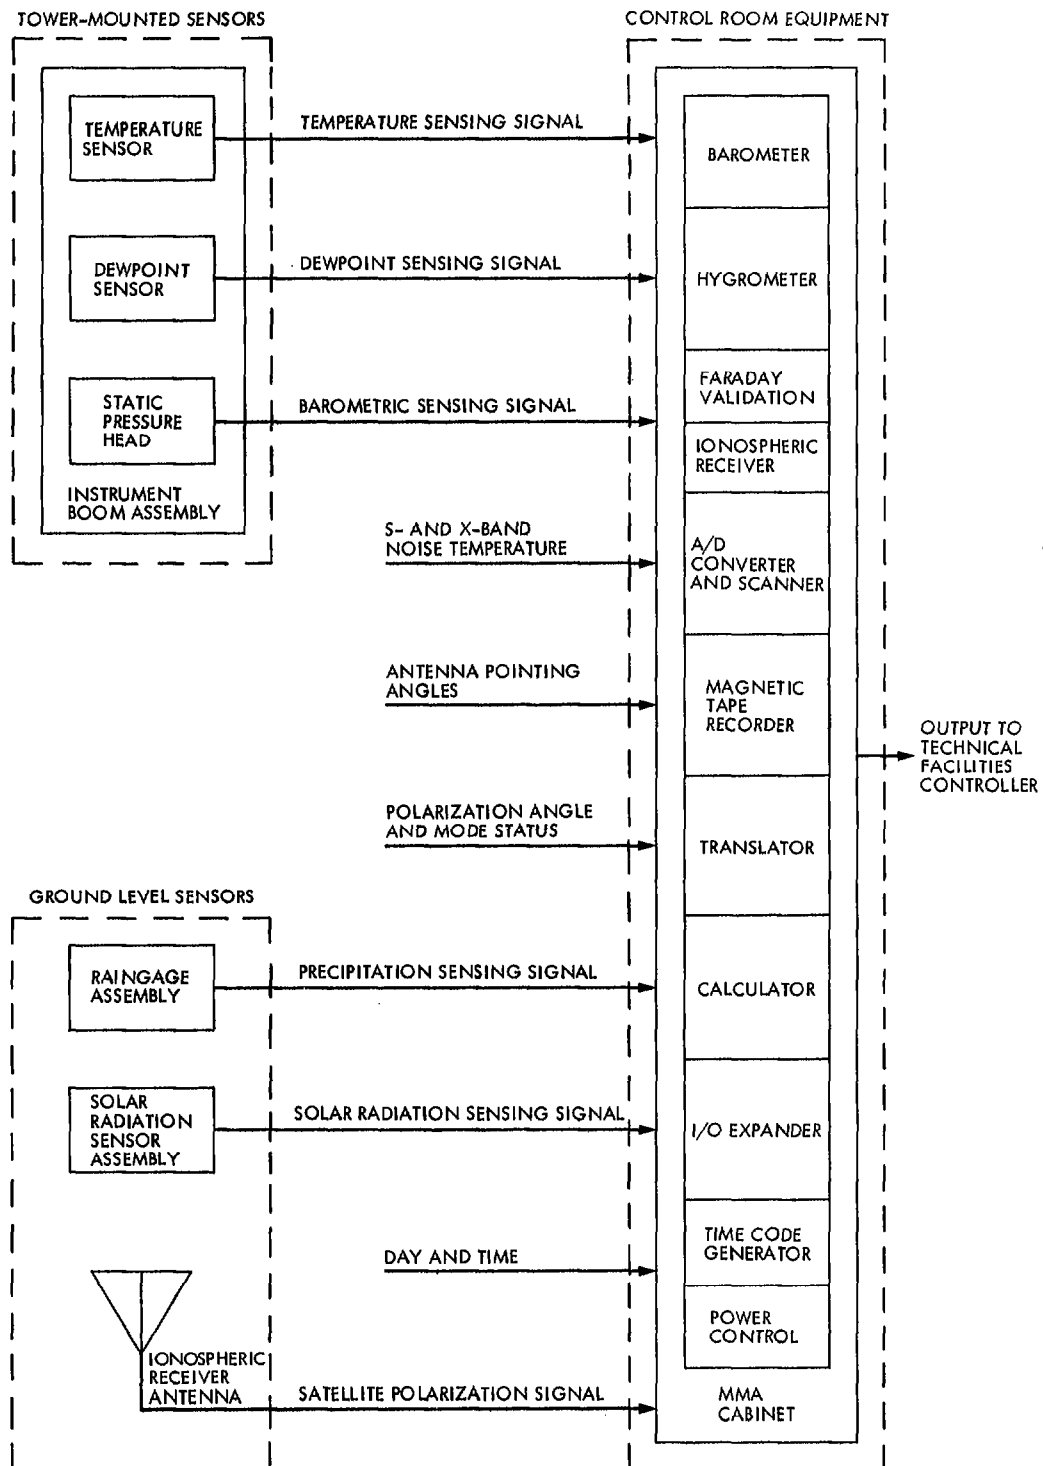 TOWER-MOUNTED SENSORS
TEMPERATURE
SENSOR
DEWPOINT
SENSOR
STATIC
PRESSURE
HEAD
INSTRUMENT
BOOM ASSEMBLY
TEMPERATURE SENSING SIGNAL
DEWPOINT SENSING SIGNAL
BAROMETRIC SENSING SIGNAL
S- AND X-BAND
NOISE TEMPERATURE
ANTENNA POINTING
ANGLES
POLARIZATION ANGLE
AND MODE STATUS
GROUND LEVEL SENSORS
RAINGAGE
ASSEMBLY
SOLAR
RADIATION
SENSOR
ASSEMBLY
IONOSPHERIC
RECEIVER
ANTENNA
PRECIPITATION SENSING SIGNAL
SOLAR RADIATION SENSING SIGNAL
DAY AND TIME
SATELLITE POLARIZATION SIGNAL
CONTROL ROOM EQUIPMENT
BAROMETER
HYGROMETER
FARADAY
VALIDATION
IONOSPHERIC
RECEIVER
A/D
CONVERTER
AND SCANNER
MAGNETIC
TAPE
RECORDER
TRANSLATOR
CALCULATOR
I/O EXPANDER
TIME CODE
GENERATOR
POWER
CONTROL
MMA
CABINET
OUTPUT TO
TECHNICAL
FACILITIES
CONTROLLER